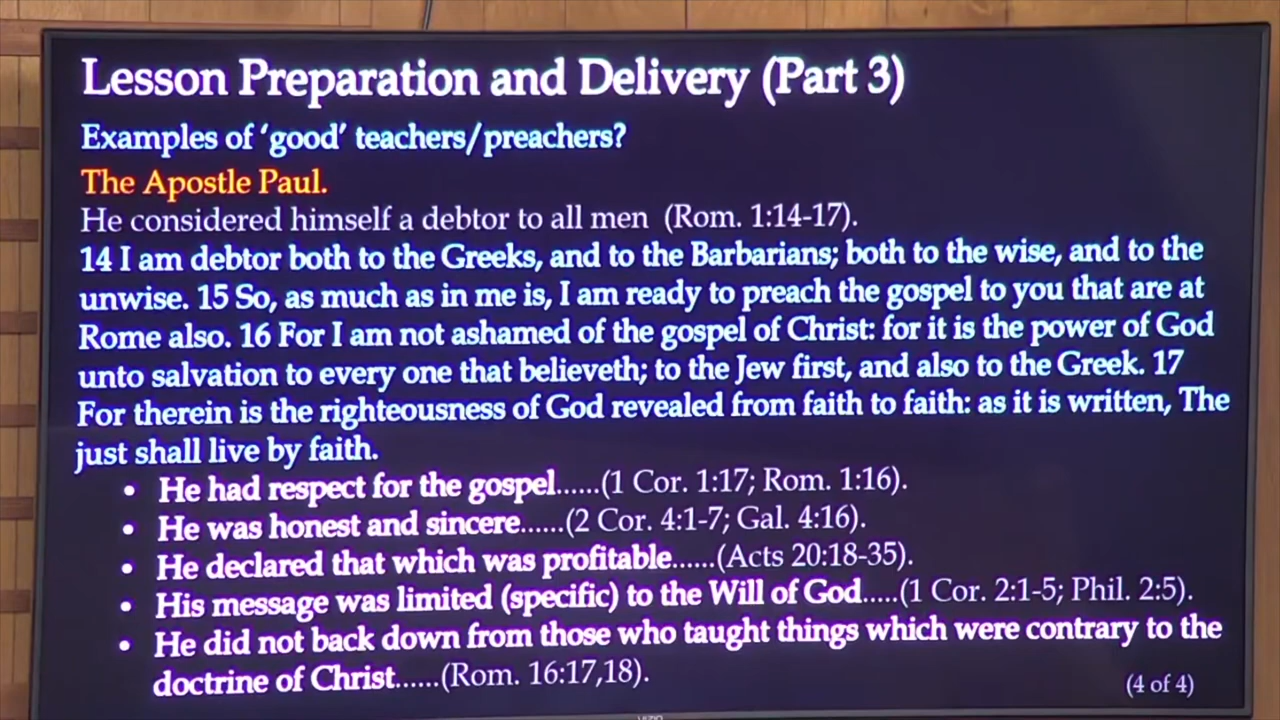 Lesson Preparation and Delivery (Part 3)
Examples of ‘good’ teachers/preachers?
The Apostle Paul.
He considered himself a debtor to all men (Rom. 1:14-17).
14 I am debtor both to the Greeks, and to the Barbarians; both to the wise, and to the
unwise. 15 So, as much as in me is, I am ready to preach the gospel to you that are at
Rome also. 16 For I am not ashamed of the gospel of Christ: for it is the power of God
unto salvation to every one that believeth; to the Jew first, and also to the Greek. 17
For therein is the righteousness of God revealed from faith to faith: as it is written, The
just shall live by faith.
• He had respect for the gospel......(1 Cor. 1:17; Rom. 1:16).
• He was honest and sincere......(2 Cor. 4:1-7; Gal. 4:16).
• He declared that which was profitable......(Acts 20:18-35).
• His message was limited (specific) to the Will of God.....(1 Cor. 2:1-5; Phil. 2:5).
• He did not back down from those who taught things which were contrary to the
doctrine of Christ......(Rom. 16:17,18).
(4 of 4)
VIZIO